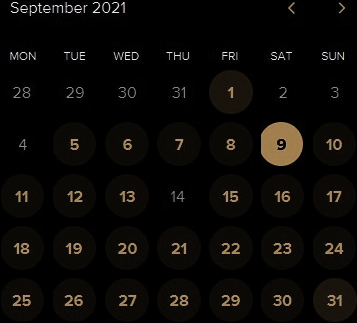 September 2021
MON TUE WED THU FRI SAT SUN
28 29 30 31 1 2 3
4 5 6 7 8 9 10
11 12 13 14 15 16 17
18 19 20 21 22 23 24
25 26 27 28 29 30 31